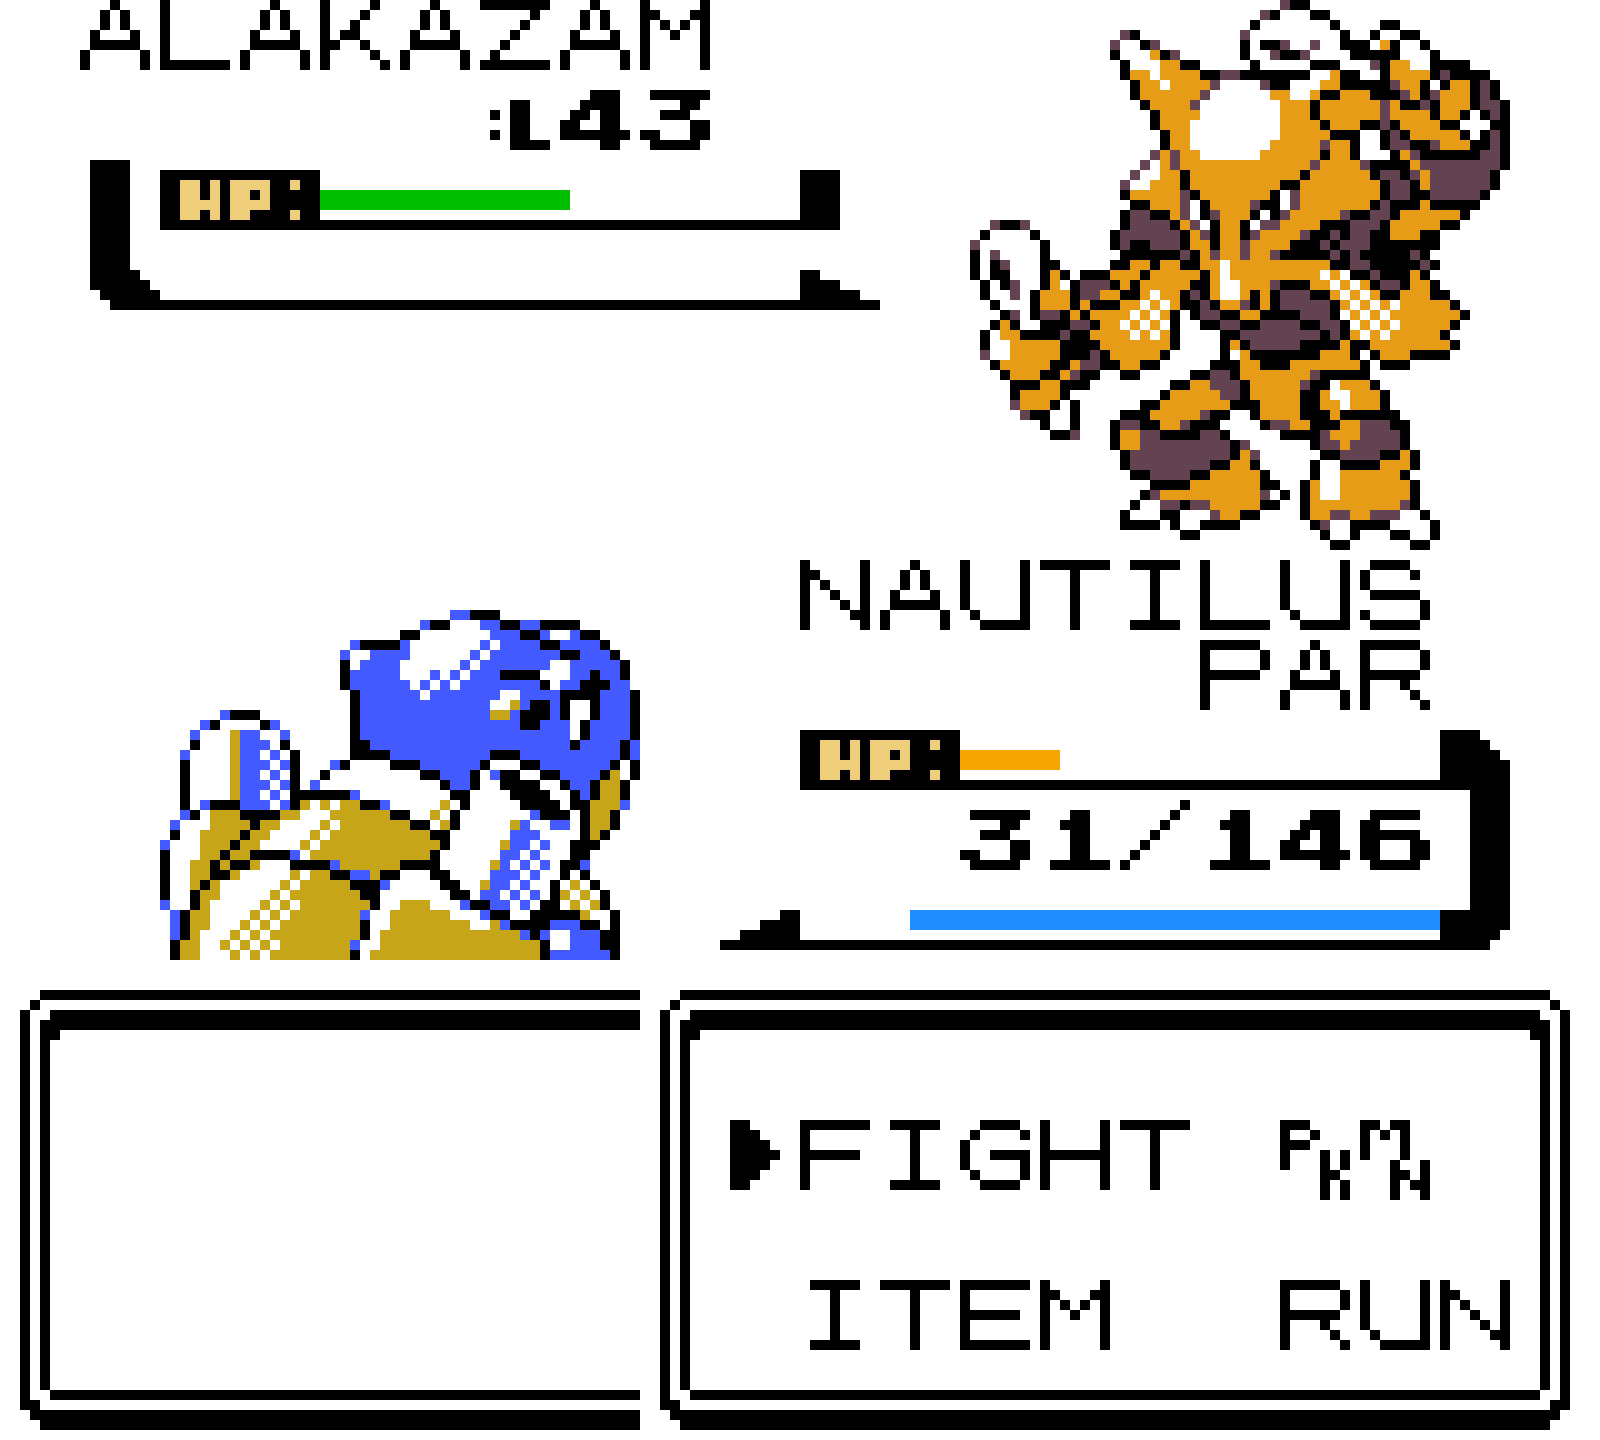 ALAKAZAM
:L43
HP:
NAUTILUS
PAR
HP:
31/146
▶FIGHT PKMN
ITEM RUN